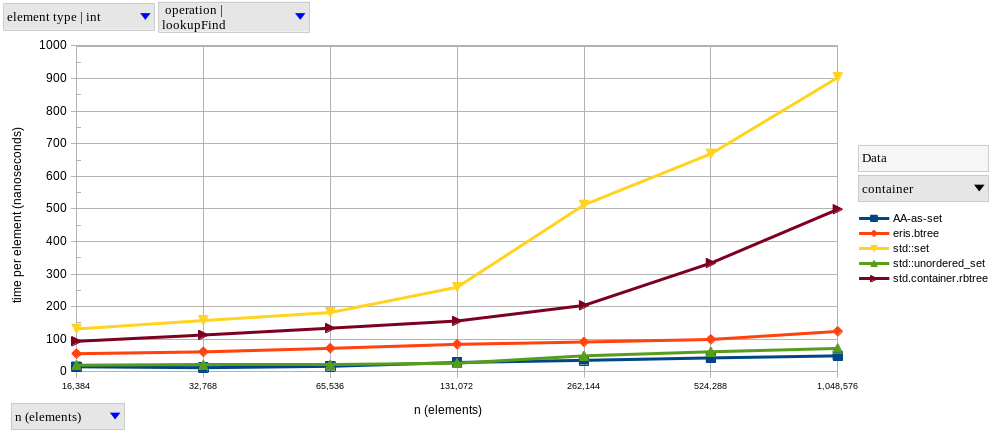 element type | int
operation |
lookupFind
1000
900
800
700
600
500
400
300
200
100
0
time per element (nanoseconds)
16,384
32,768
65,536
131,072
262,144
524,288
1,048,576
n (elements)
n (elements)
Data
container
AA-as-set
eris.btree
std::set
std::unordered_set
std.container.rbtree